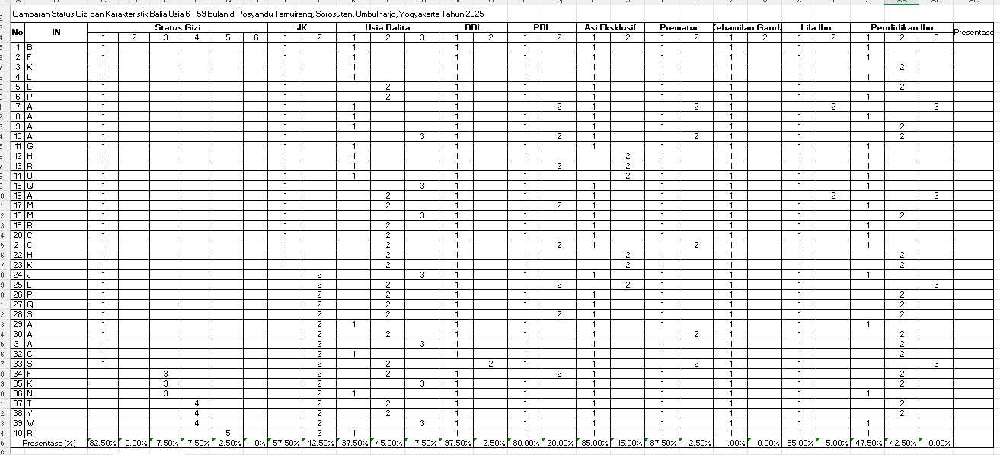 Gambaran Status Gizi dan Karakteristik Balia Usia 6 - 59 Bulan di Posyandu Temuireng, Sorosutan, Umbulharjo, Yogyakarta Tahun 2025
No IN Status Gizi JK Usia Balita BBL PBL Asi Eksklusif Prematur Kehamilan Ganda Lila Ibu Pendidikan Ibu Presentase
1 2 3 4 5 6 1 2 1 2 3 1 2 1 2 1 2 1 2 1 2 1 2 1 2 3
1 B 1 1 1 1 1 1 1 1 1 1
2 F 1 1 1 1 1 1 1 1 1 1
3 K 1 1 1 1 1 1 1 1 1 2
4 L 1 1 1 1 1 1 1 1 1 1
5 L 1 1 2 1 1 1 1 1 1 2
6 P 1 1 2 1 1 1 1 1 1 1
7 A 1 1 1 1 2 1 2 1 2 3
8 A 1 1 1 1 1 1 1 1 1 1
9 A 1 1 1 1 1 1 1 1 1 2
10 A 1 1 3 1 2 1 2 1 1 2
11 G 1 1 1 1 1 1 1 1 1 1
12 H 1 1 1 1 1 2 1 1 1 1
13 R 1 1 1 1 2 2 1 1 1 1
14 U 1 1 1 1 1 2 1 1 1 1
15 Q 1 1 3 1 1 1 1 1 1 1
16 A 1 1 2 1 1 1 1 1 2 3
17 M 1 1 2 1 2 1 1 1 1 1
18 M 1 1 3 1 1 1 1 1 1 2
19 R 1 1 2 1 1 1 1 1 1 1
20 C 1 1 2 1 1 1 1 1 1 1
21 C 1 1 2 1 2 1 2 1 1 1
22 H 1 1 2 1 1 2 1 1 1 2
23 K 1 1 2 1 1 2 1 1 1 2
24 J 1 2 3 1 1 1 1 1 1 1
25 L 1 2 2 1 2 2 1 1 1 3
26 P 1 2 2 1 1 1 1 1 1 2
27 Q 1 2 2 1 1 1 1 1 1 2
28 S 1 2 2 1 2 1 1 1 1 2
29 A 1 2 1 1 1 1 1 1 1 1
30 A 1 2 2 1 1 1 2 1 1 2
31 A 1 2 3 1 1 1 1 1 1 2
32 C 1 2 1 1 1 1 1 1 1 2
33 S 1 2 2 2 1 1 2 1 1 3
34 F 3 2 2 1 2 1 1 1 1 2
35 K 3 2 3 1 1 1 1 1 1 2
36 N 3 2 1 1 1 1 1 1 1 1
37 T 4 2 2 1 1 1 1 1 1 2
38 Y 4 2 2 1 1 1 1 1 1 2
39 W 4 2 3 1 1 1 1 1 1 1
40 R 5 2 1 1 1 1 1 1 1 1
Presentase (%) 82.50% 0.00% 7.50% 7.50% 2.50% 0% 57.50% 42.50% 37.50% 45.00% 17.50% 97.50% 2.50% 80.00% 20.00% 85.00% 15.00% 87.50% 12.50% 1.00% 0.00% 95.00% 5.00% 47.50% 42.50% 10.00%